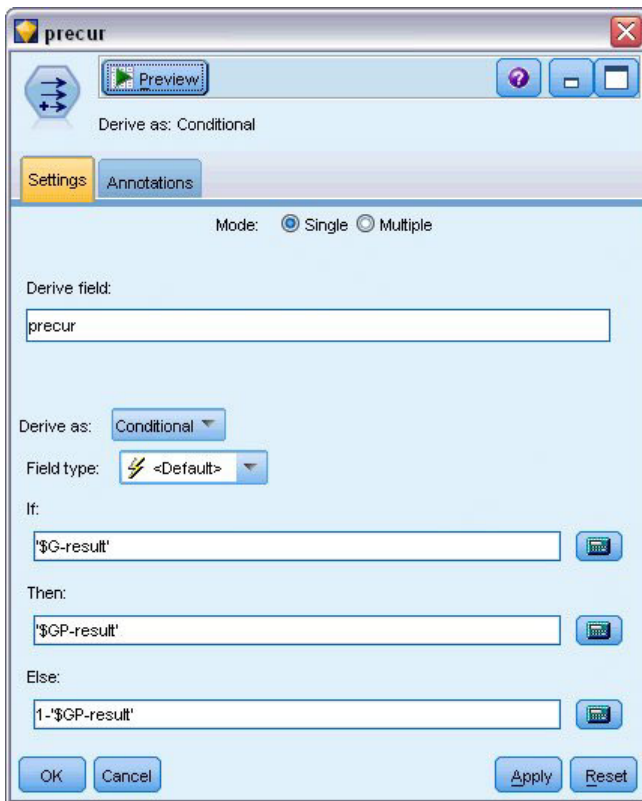 precur
Preview
Derive as: Conditional
Settings Annotations
Mode: Single Multiple
Derive field:
precur
Derive as: Conditional
Field type: <Default>
If:
'$G-result'
Then:
'$GP-result'
Else:
1-'$GP-result'
OK Cancel Apply Reset